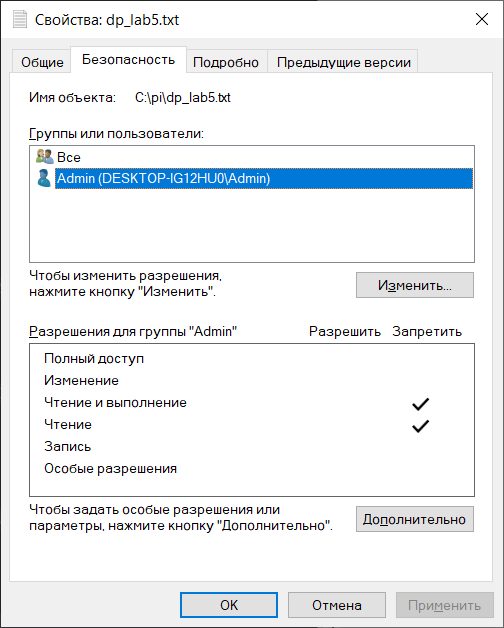 Свойства: dp_lab5.txt
Общие Безопасность Подробно Предыдущие версии
Имя объекта: C:\pi\dp_lab5.txt
Группы или пользователи:
Все
Admin (DESKTOP-IG12HU0\Admin)
Чтобы изменить разрешения,
нажмите кнопку "Изменить".
Изменить...
Разрешения для группы "Admin" Разрешить Запретить
Полный доступ
Изменение
Чтение и выполнение
Чтение
Запись
Особые разрешения
Чтобы задать особые разрешения или
параметры, нажмите кнопку "Дополнительно".
Дополнительно
ОК Отмена Применить